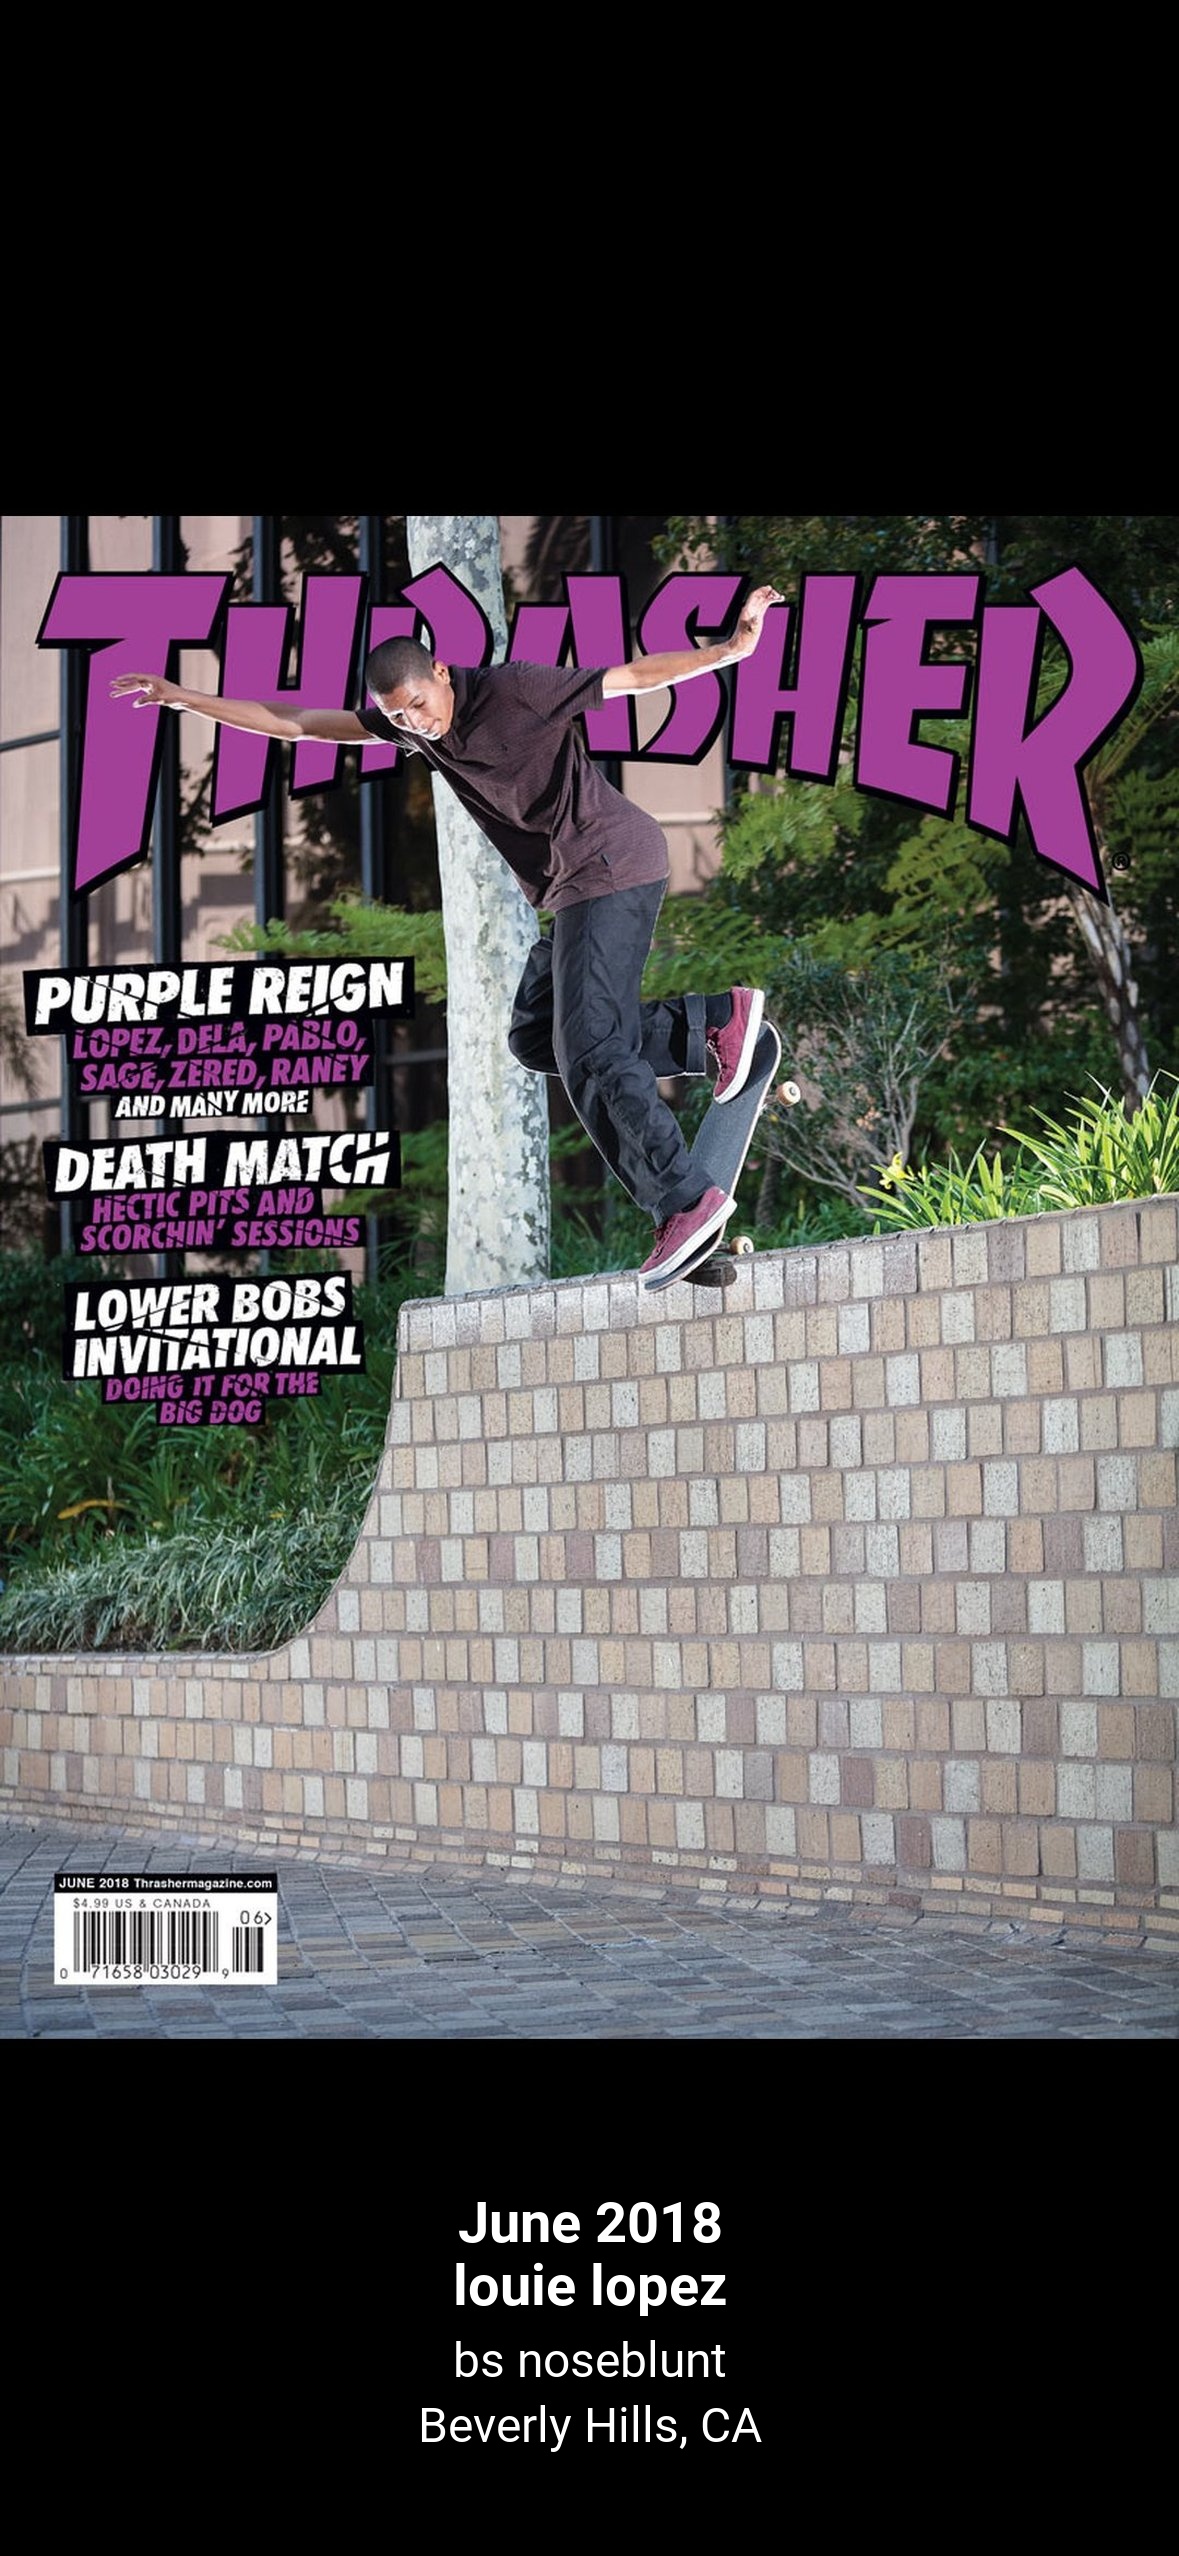 THRASHER
®
PURPLE REIGN
LOPEZ, DELA, PABLO,
SAGE, ZERED, RANEY
AND MANY MORE
DEATH MATCH
HECTIC PITS AND
SCORCHIN' SESSIONS
LOWER BOBS
INVITATIONAL
DOING IT FOR THE
BIG DOG
JUNE 2018 Thrashermagazine.com
$4.99 US & CANADA
06>
0 71658 03029 9
June 2018
louie lopez
bs noseblunt
Beverly Hills, CA